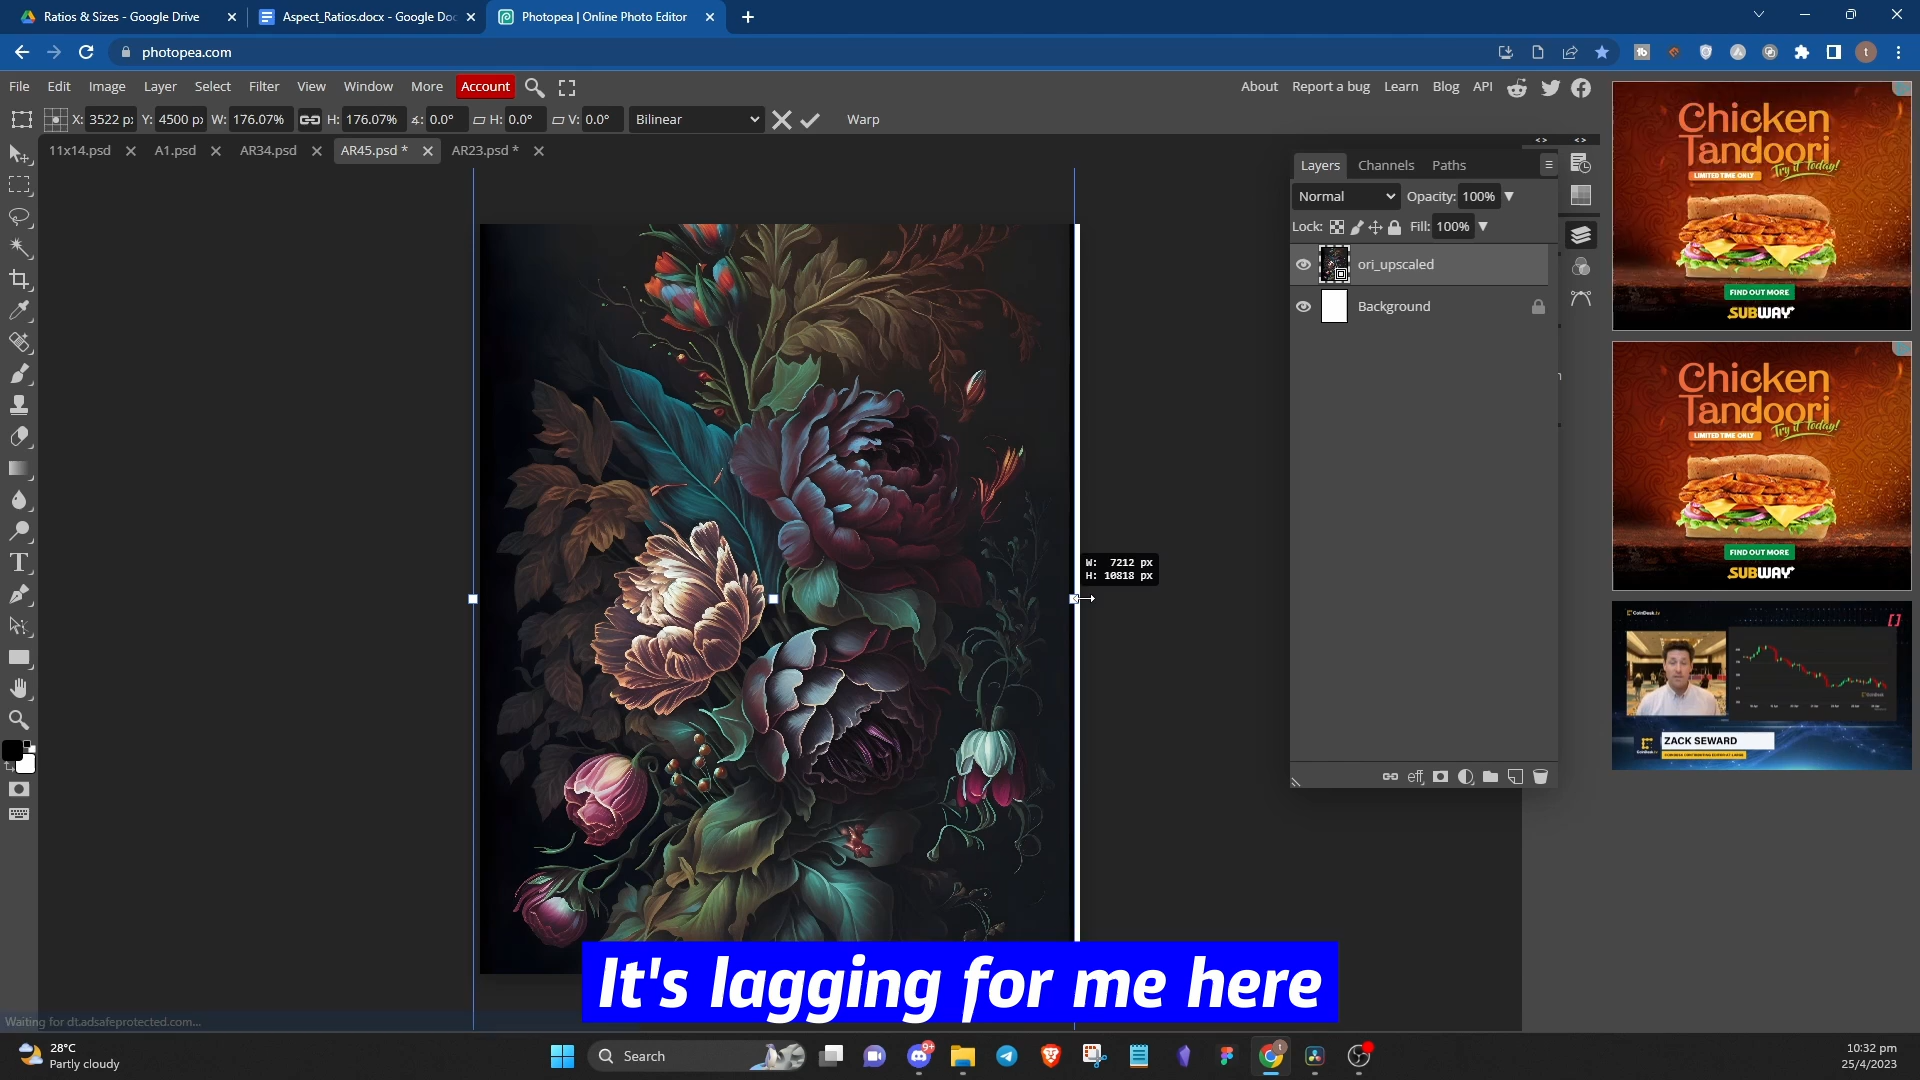 Ratios & Sizes - Google Drive
Aspect_Ratios.docx - Google Doc
Photopea | Online Photo Editor
photopea.com
File Edit Image Layer Select Filter View Window More Account
About Report a bug Learn Blog API
X: 3522 p: Y: 4500 px W: 176.07% H: 176.07% ∡: 0.0° H: 0.0° V: 0.0° Bilinear Warp
11x14.psd A1.psd AR34.psd AR45.psd * AR23.psd *
Layers Channels Paths
Normal Opacity: 100%
Lock: Fill: 100%
ori_upscaled
Background
eff
W: 7212 px
H: 10818 px
Chicken
Tandoori
LIMITED TIME ONLY Try it Today!
FIND OUT MORE
SUBWAY
Chicken
Tandoori
LIMITED TIME ONLY Try it Today!
FIND OUT MORE
SUBWAY
CoinDesk.tv
ZACK SEWARD
It's lagging for me here
Waiting for dt.adsafeprotected.com...
28°C
Partly cloudy
Search
9+
10:32 pm
25/4/2023